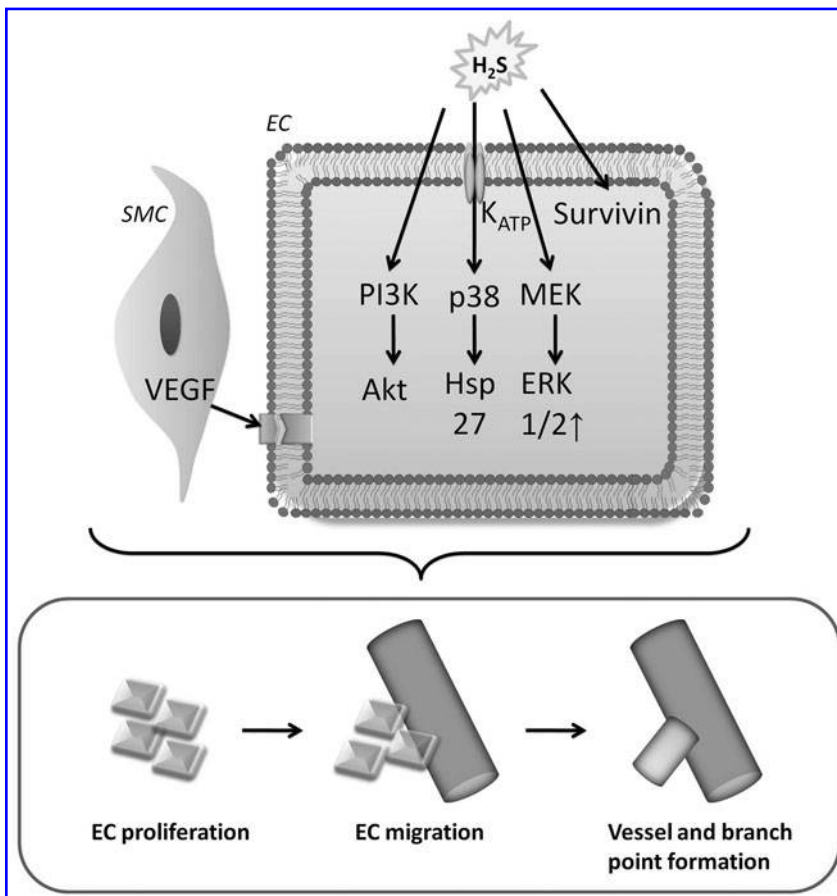 H₂S
EC
SMC
K_ATP
Survivin
PI3K
p38
MEK
VEGF
Akt
Hsp
27
ERK
1/2↑
EC proliferation
EC migration
Vessel and branch
point formation